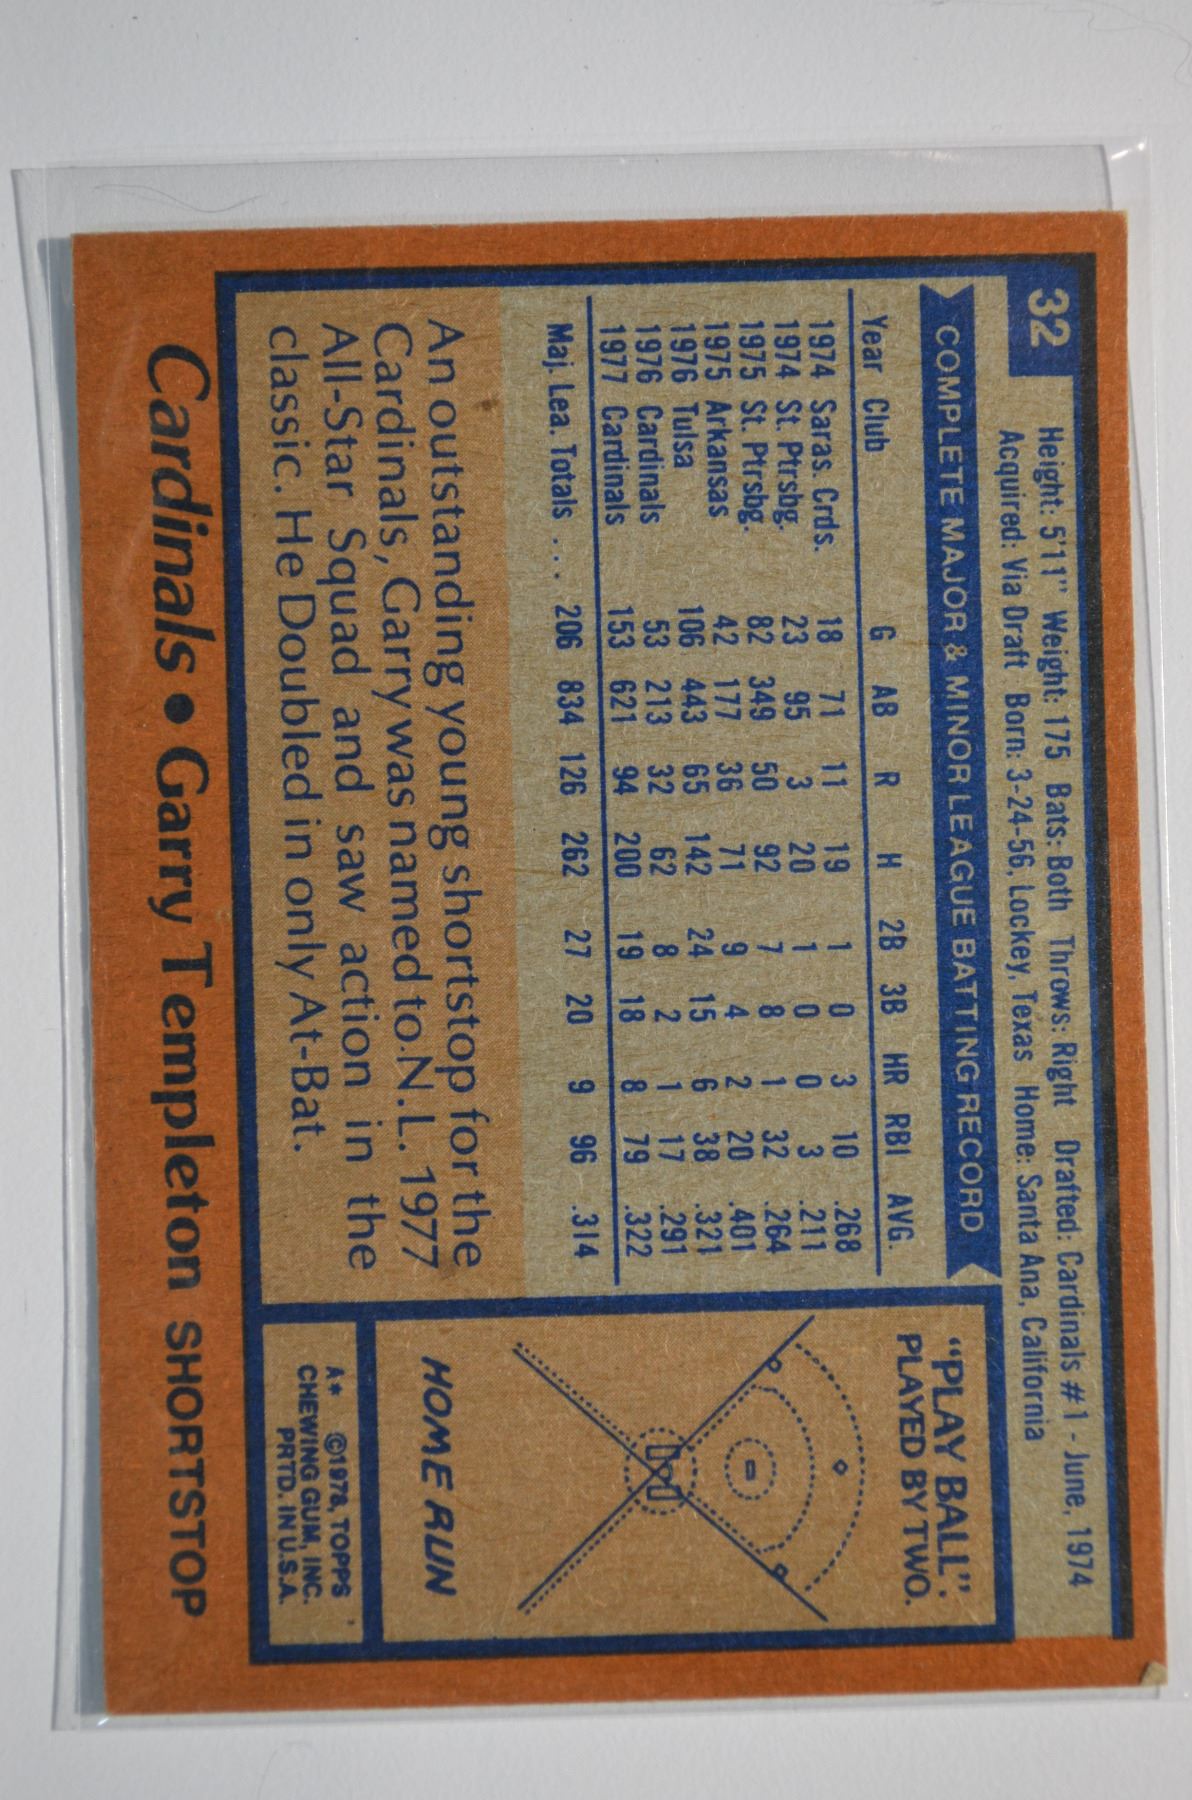 32
Height: 5'11" Weight: 175 Bats: Both Throws: Right Drafted: Cardinals #1 - June, 1974
Acquired: Via Draft Born: 3-24-56, Lockey, Texas Home: Santa Ana, California
COMPLETE MAJOR & MINOR LEAGUE BATTING RECORD
Year Club G AB R H 2B 3B HR RBI AVG.
1974 Saras. Crds. 18 71 11 19 1 0 3 10 .268
1974 St. Ptrsbg. 23 95 3 20 1 0 0 3 .211
1975 St. Ptrsbg. 82 349 50 92 7 8 1 32 .264
1975 Arkansas 42 177 36 71 9 4 2 20 .401
1976 Tulsa 106 443 65 142 24 15 6 38 .321
1976 Cardinals 53 213 32 62 8 2 1 17 .291
1977 Cardinals 153 621 94 200 19 18 8 79 .322
Maj. Lea. Totals . . . 206 834 126 262 27 20 9 96 .314
An outstanding young shortstop for the
Cardinals, Garry was named to N.L. 1977
All-Star Squad and saw action in the
classic. He Doubled in only At-Bat.
"PLAY BALL":
PLAYED BY TWO.
HOME RUN
A* ©1978, TOPPS
CHEWING GUM, INC.
PRTD. IN U.S.A.
Cardinals • Garry Templeton SHORTSTOP